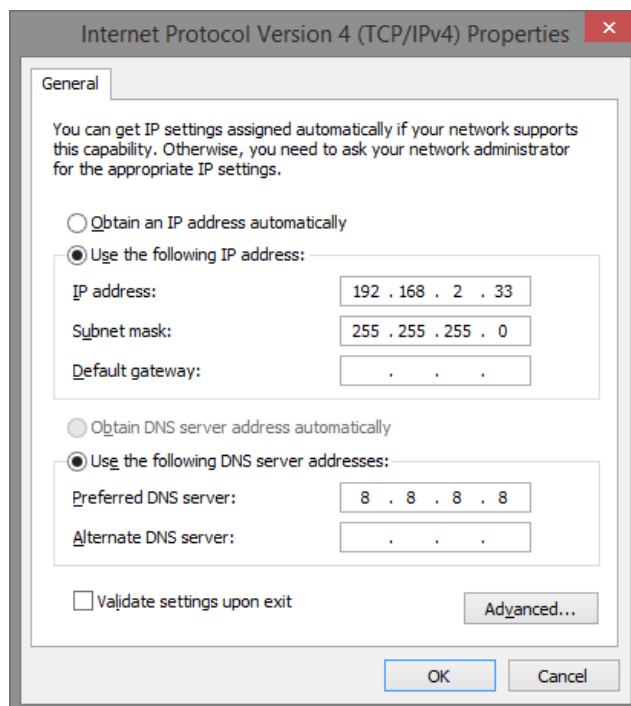 Internet Protocol Version 4 (TCP/IPv4) Properties
General
You can get IP settings assigned automatically if your network supports
this capability. Otherwise, you need to ask your network administrator
for the appropriate IP settings.
Obtain an IP address automatically
Use the following IP address:
IP address: 192 . 168 . 2 . 33
Subnet mask: 255 . 255 . 255 . 0
Default gateway: . . .
Obtain DNS server address automatically
Use the following DNS server addresses:
Preferred DNS server: 8 . 8 . 8 . 8
Alternate DNS server: . . .
Validate settings upon exit
Advanced...
OK Cancel